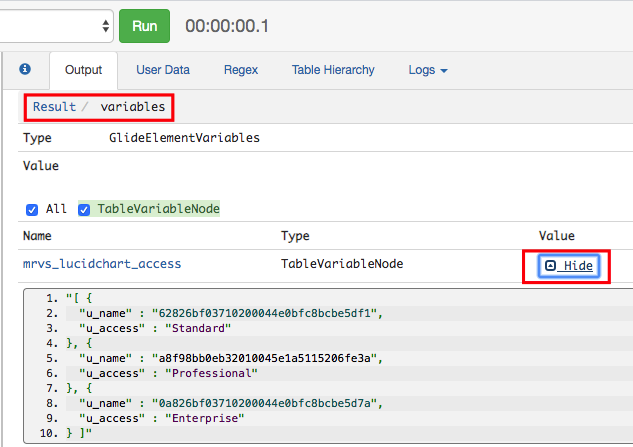 Run 00:00:00.1
Output User Data Regex Table Hierarchy Logs
Result / variables
Type GlideElementVariables
Value
All TableVariableNode
Name Type Value
mrvs_lucidchart_access TableVariableNode Hide
1. "[ {
2. "u_name" : "62826bf03710200044e0bfc8bcbe5df1",
3. "u_access" : "Standard"
4. }, {
5. "u_name" : "a8f98bb0eb32010045e1a5115206fe3a",
6. "u_access" : "Professional"
7. }, {
8. "u_name" : "0a826bf03710200044e0bfc8bcbe5d7a",
9. "u_access" : "Enterprise"
10. } ]"